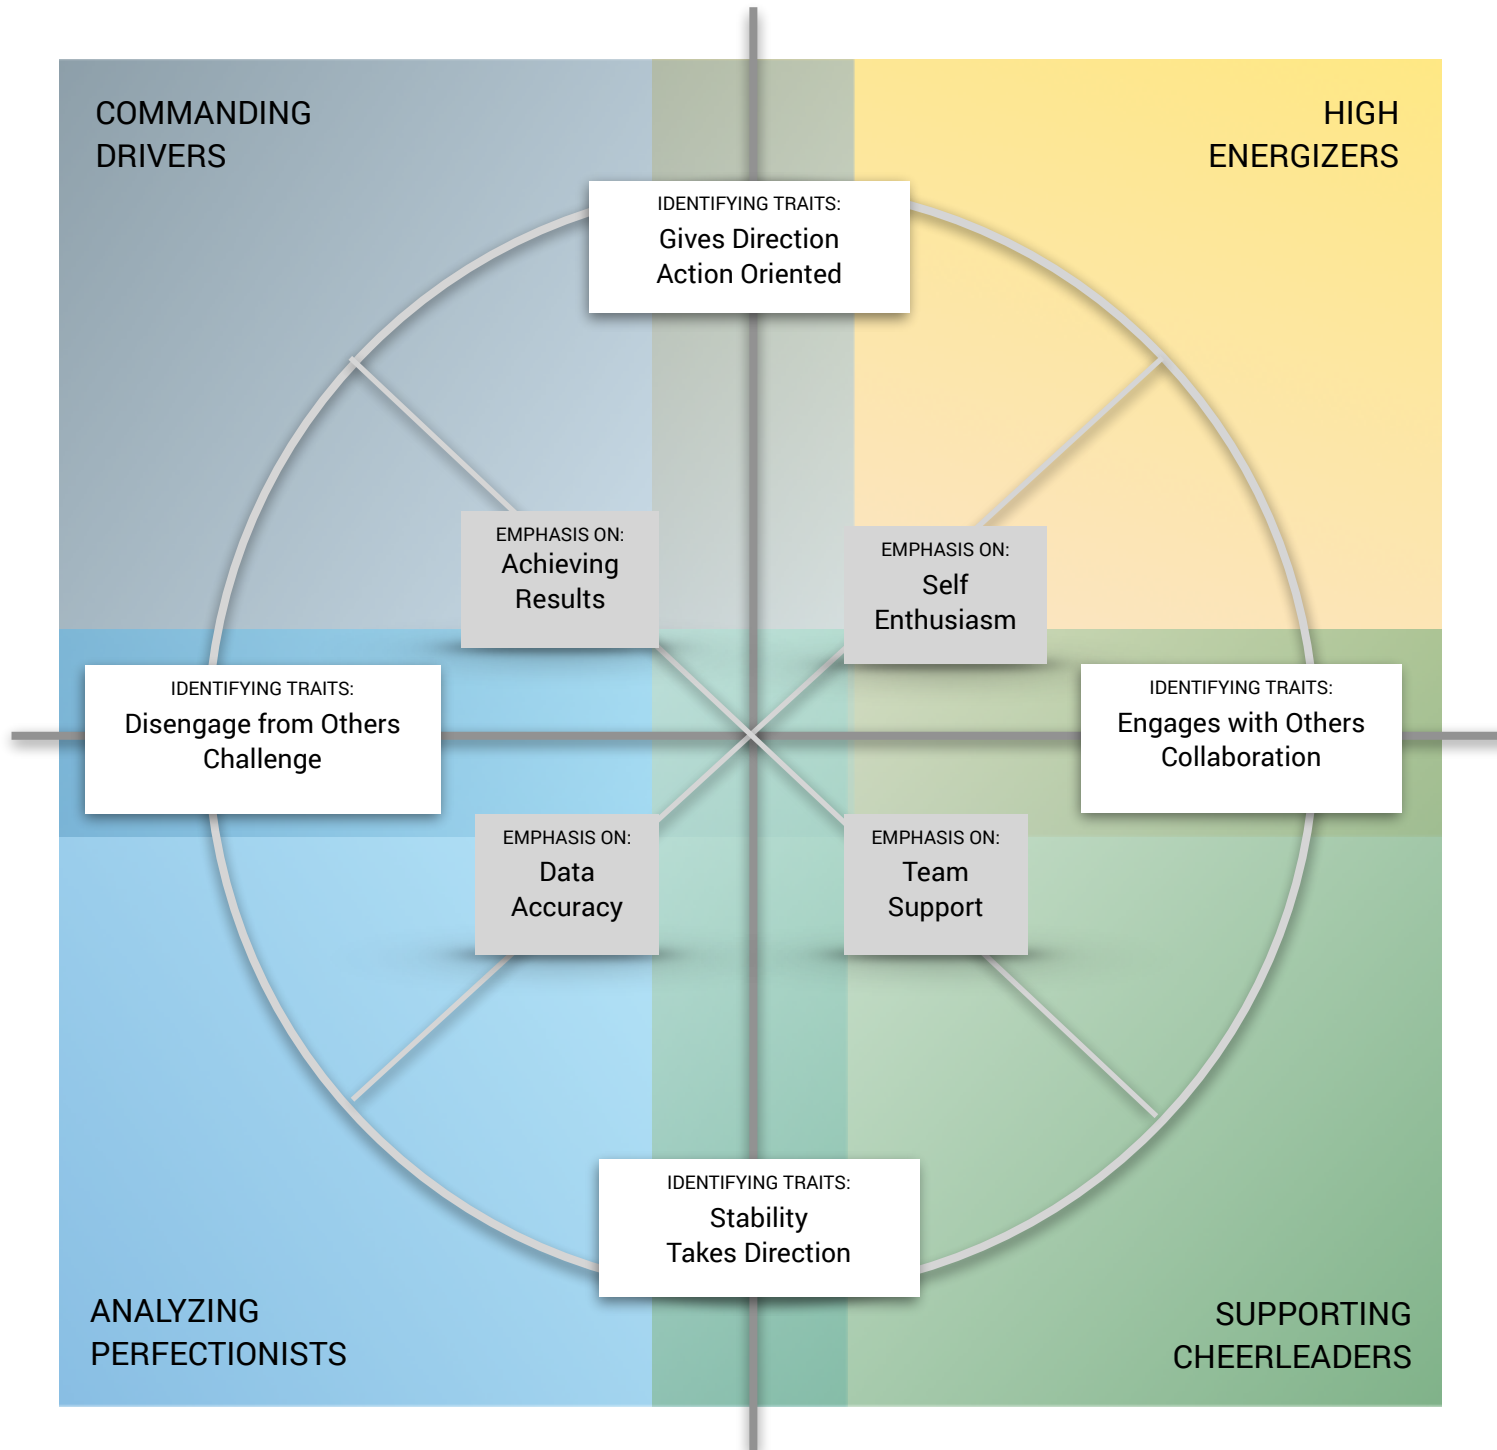 COMMANDING
DRIVERS
HIGH
ENERGIZERS
IDENTIFYING TRAITS:
Gives Direction
Action Oriented
EMPHASIS ON:
Achieving
Results
EMPHASIS ON:
Self
Enthusiasm
IDENTIFYING TRAITS:
Disengage from Others
Challenge
IDENTIFYING TRAITS:
Engages with Others
Collaboration
EMPHASIS ON:
Data
Accuracy
EMPHASIS ON:
Team
Support
IDENTIFYING TRAITS:
Stability
Takes Direction
ANALYZING
PERFECTIONISTS
SUPPORTING
CHEERLEADERS